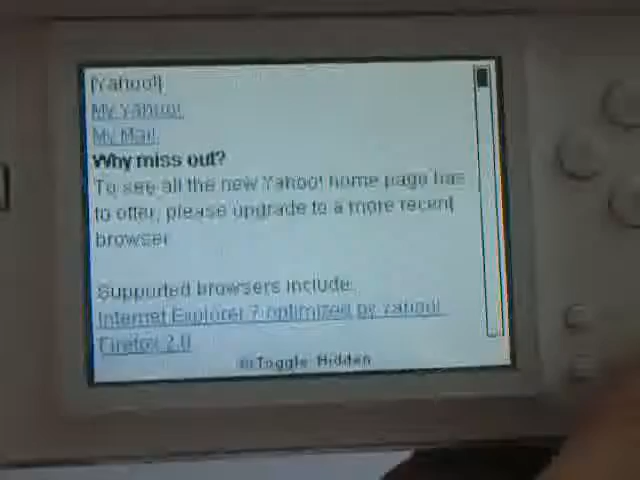 [Yahoo!]
My Yahoo!
My Mail
Why miss out?
To see all the new Yahoo! home page has
to offer, please upgrade to a more recent
browser.
Supported browsers include:
Internet Explorer 7 optimized by Yahoo!
Firefox 2.0
Toggle Hidden